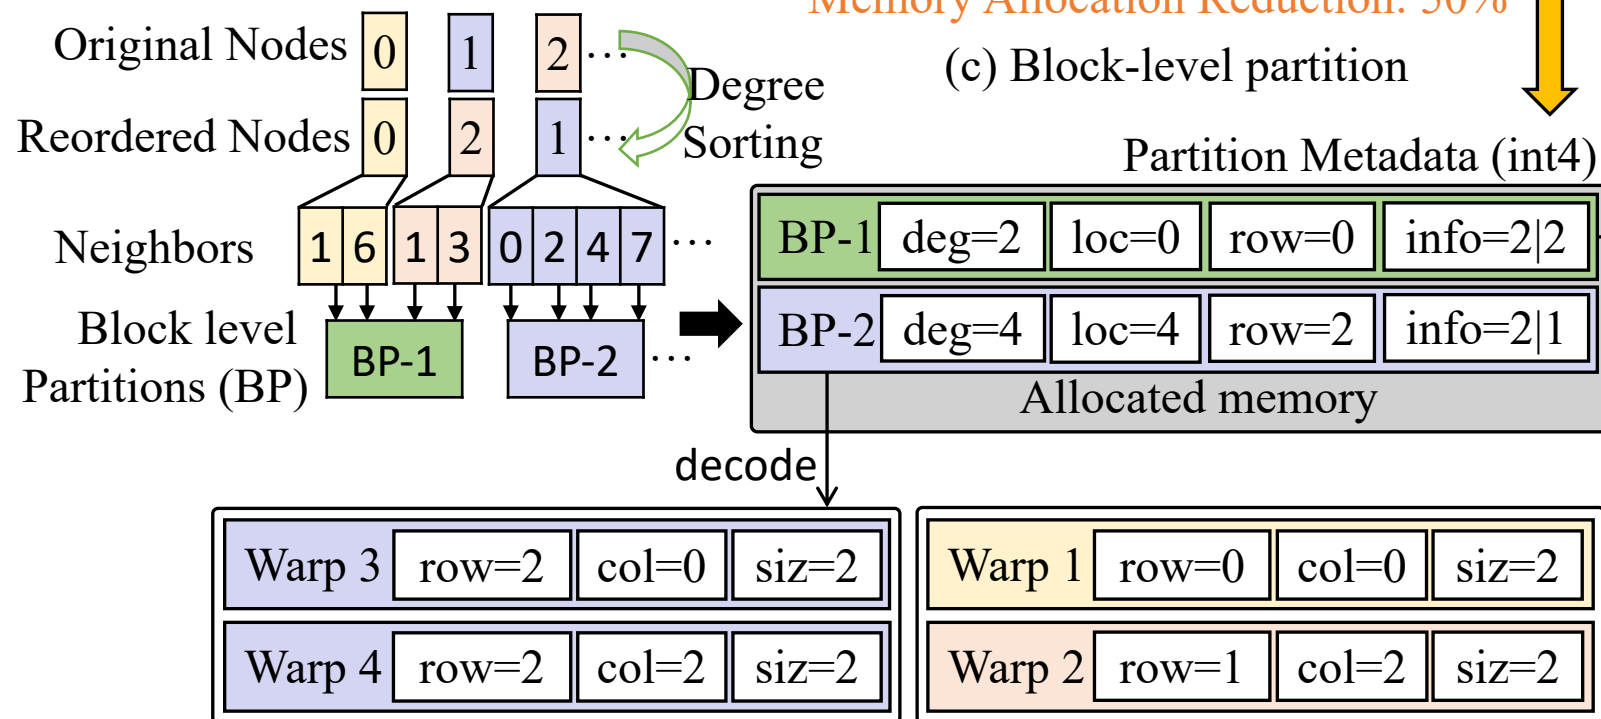 Memory Allocation Reduction: 50%
(c) Block-level partition
Original Nodes 0 1 2 ...
Degree
Sorting
Reordered Nodes 0 2 1 ...
Neighbors 1 6 1 3 0 2 4 7 ...
Block level
Partitions (BP)
BP-1 BP-2 ...
Partition Metadata (int4)
BP-1 deg=2 loc=0 row=0 info=2|2
BP-2 deg=4 loc=4 row=2 info=2|1
Allocated memory
decode
Warp 3 row=2 col=0 siz=2
Warp 4 row=2 col=2 siz=2
Warp 1 row=0 col=0 siz=2
Warp 2 row=1 col=2 siz=2